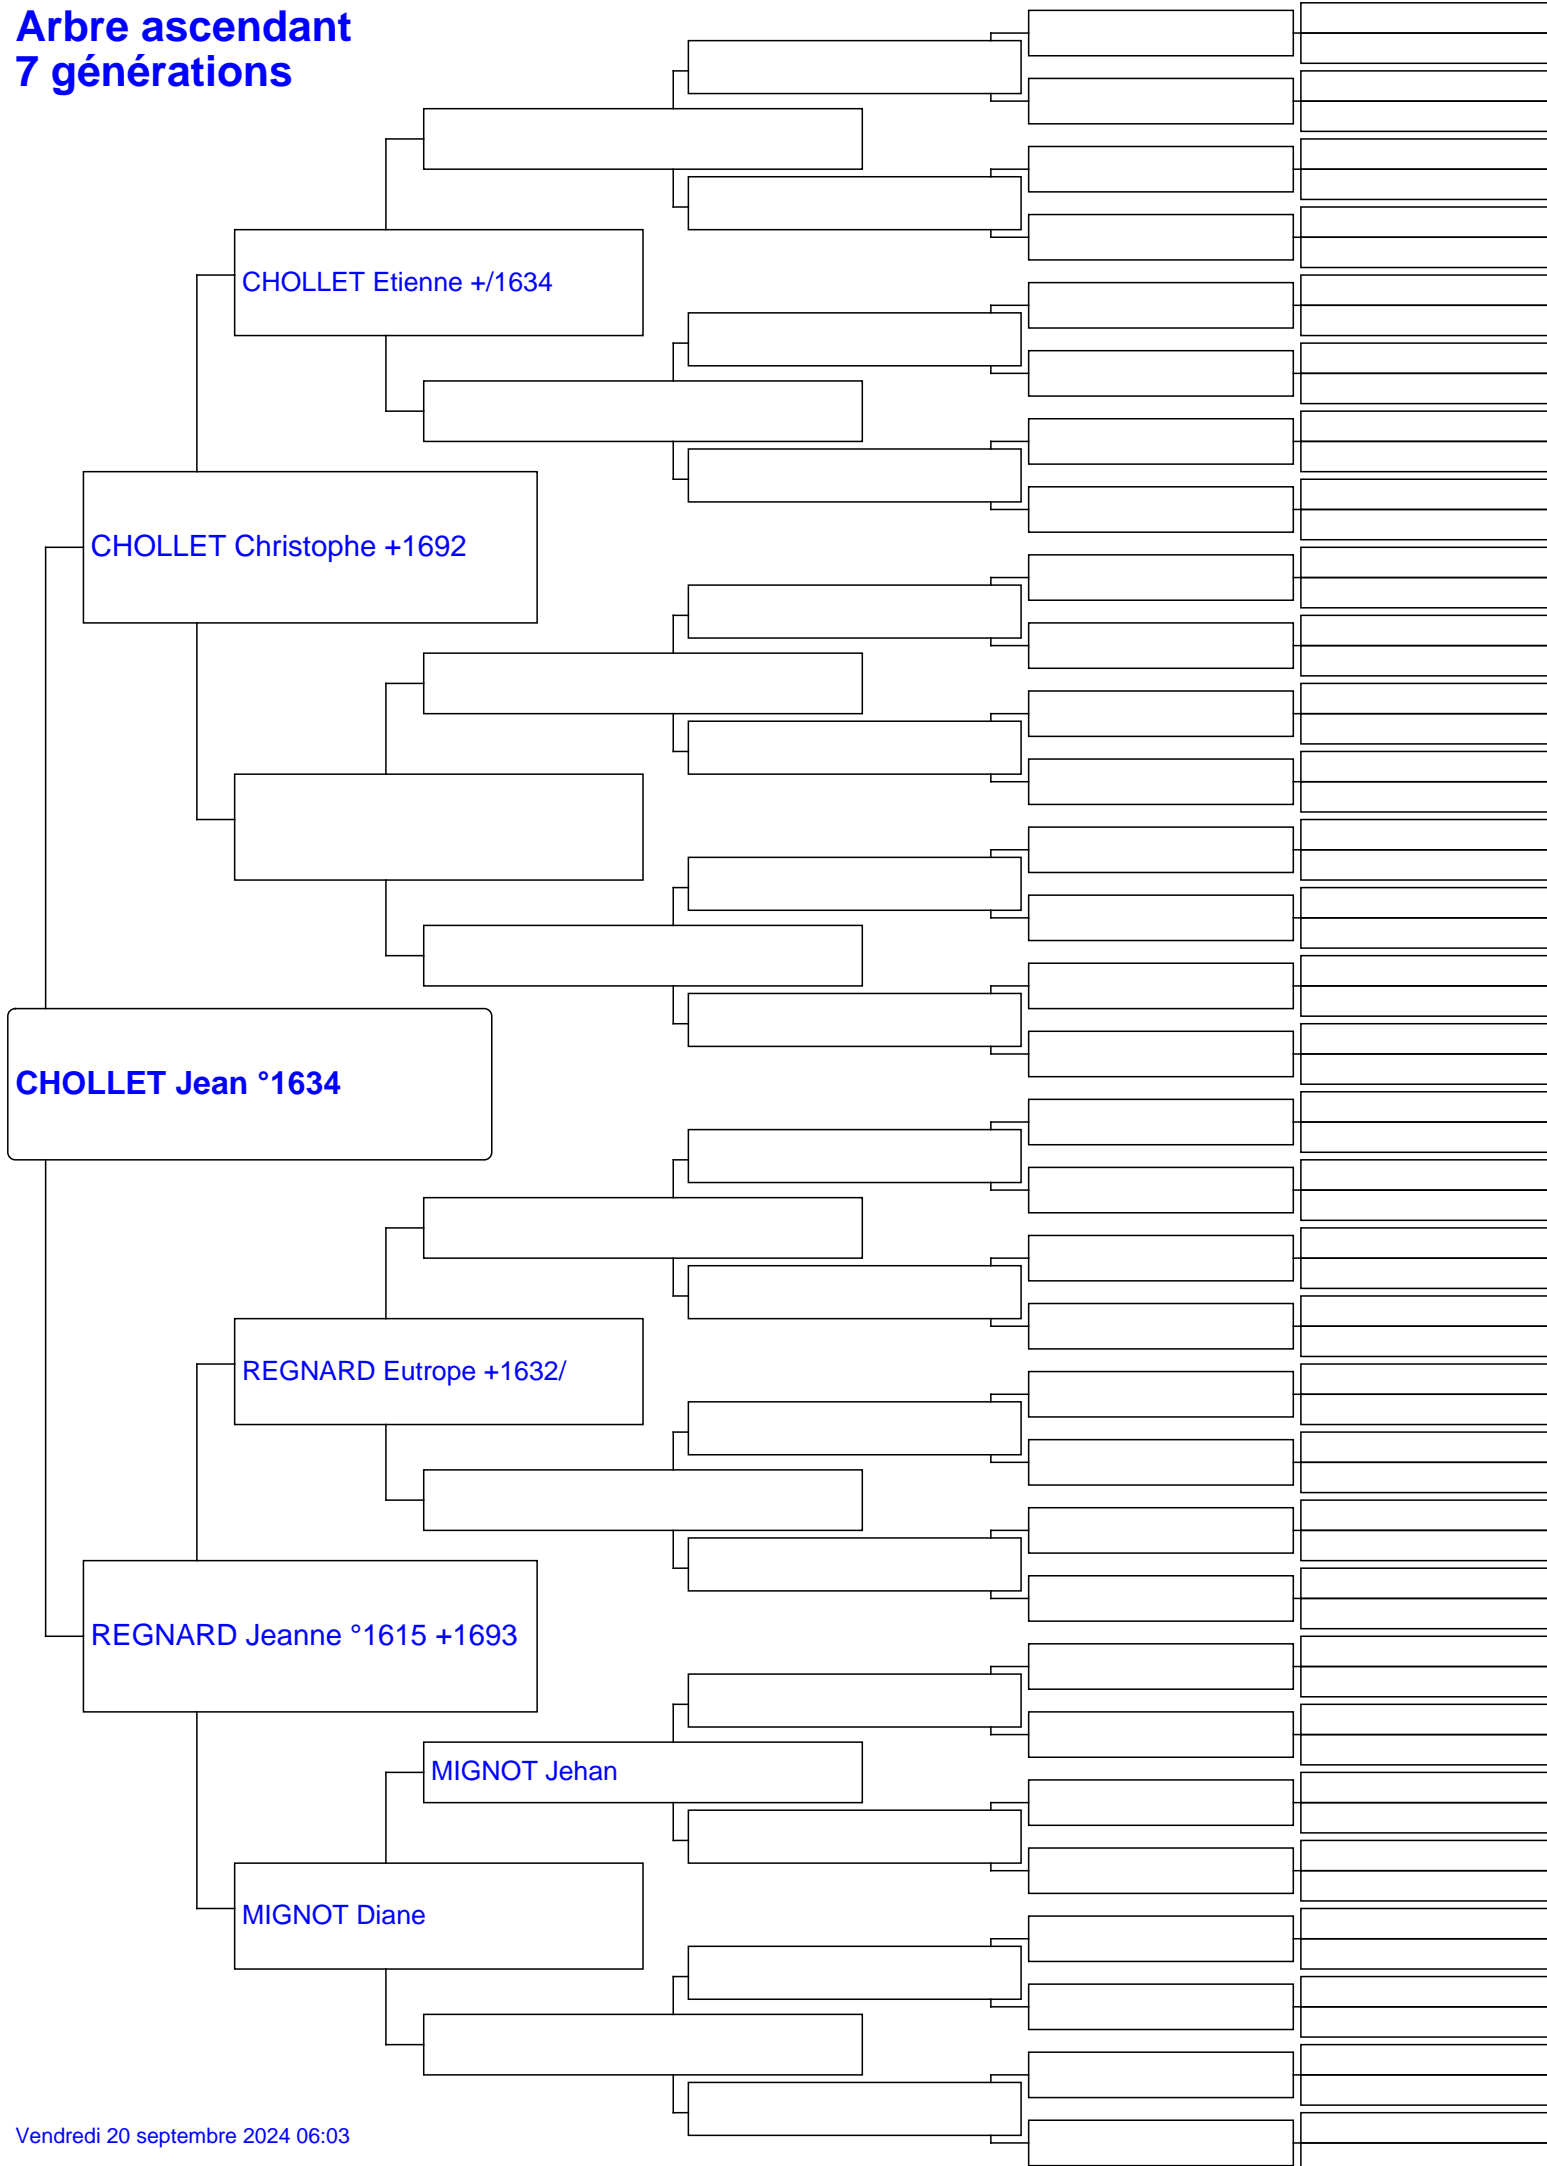 Arbre ascendant
7 générations
CHOLLET Etienne +/1634
CHOLLET Christophe +1692
CHOLLET Jean °1634
REGNARD Eutrope +1632/
REGNARD Jeanne °1615 +1693
MIGNOT Jehan
MIGNOT Diane
Vendredi 20 septembre 2024 06:03